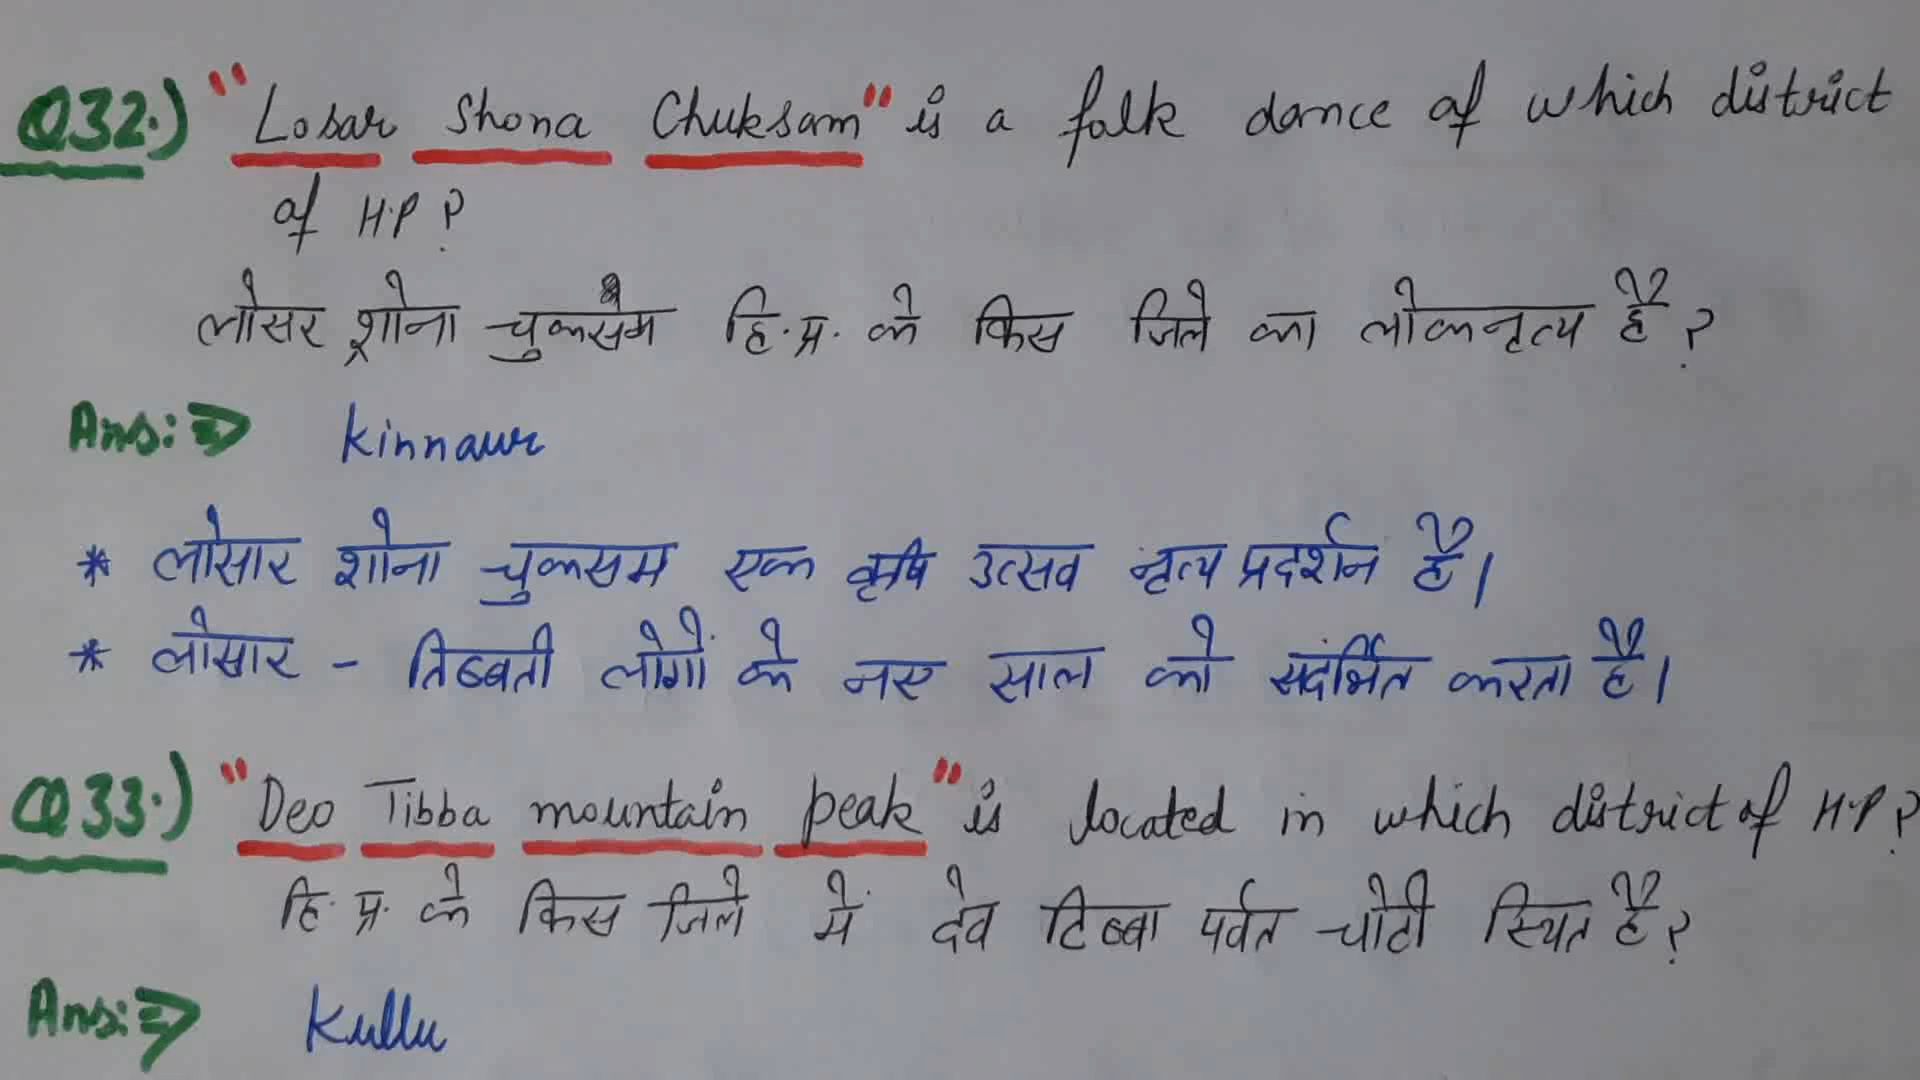 Q32.) "Losar Shona Chuksam" is a folk dance of which district
of H.P ?
लोसर शोना चुकसम हि.प्र. के किस जिले का लोकनृत्य है ?
Ans:⇒ Kinnaur
* लोसार शोना चुकसम एक कृषि उत्सव नृत्य प्रदर्शन है।
* लोसार - तिब्बती लोगों के नए साल को संदर्भित करता है।
Q33.) "Deo Tibba mountain peak" is located in which district of H.P ?
हि.प्र. के किस जिले में देव टिब्बा पर्वत चोटी स्थित है ?
Ans:⇒ Kullu